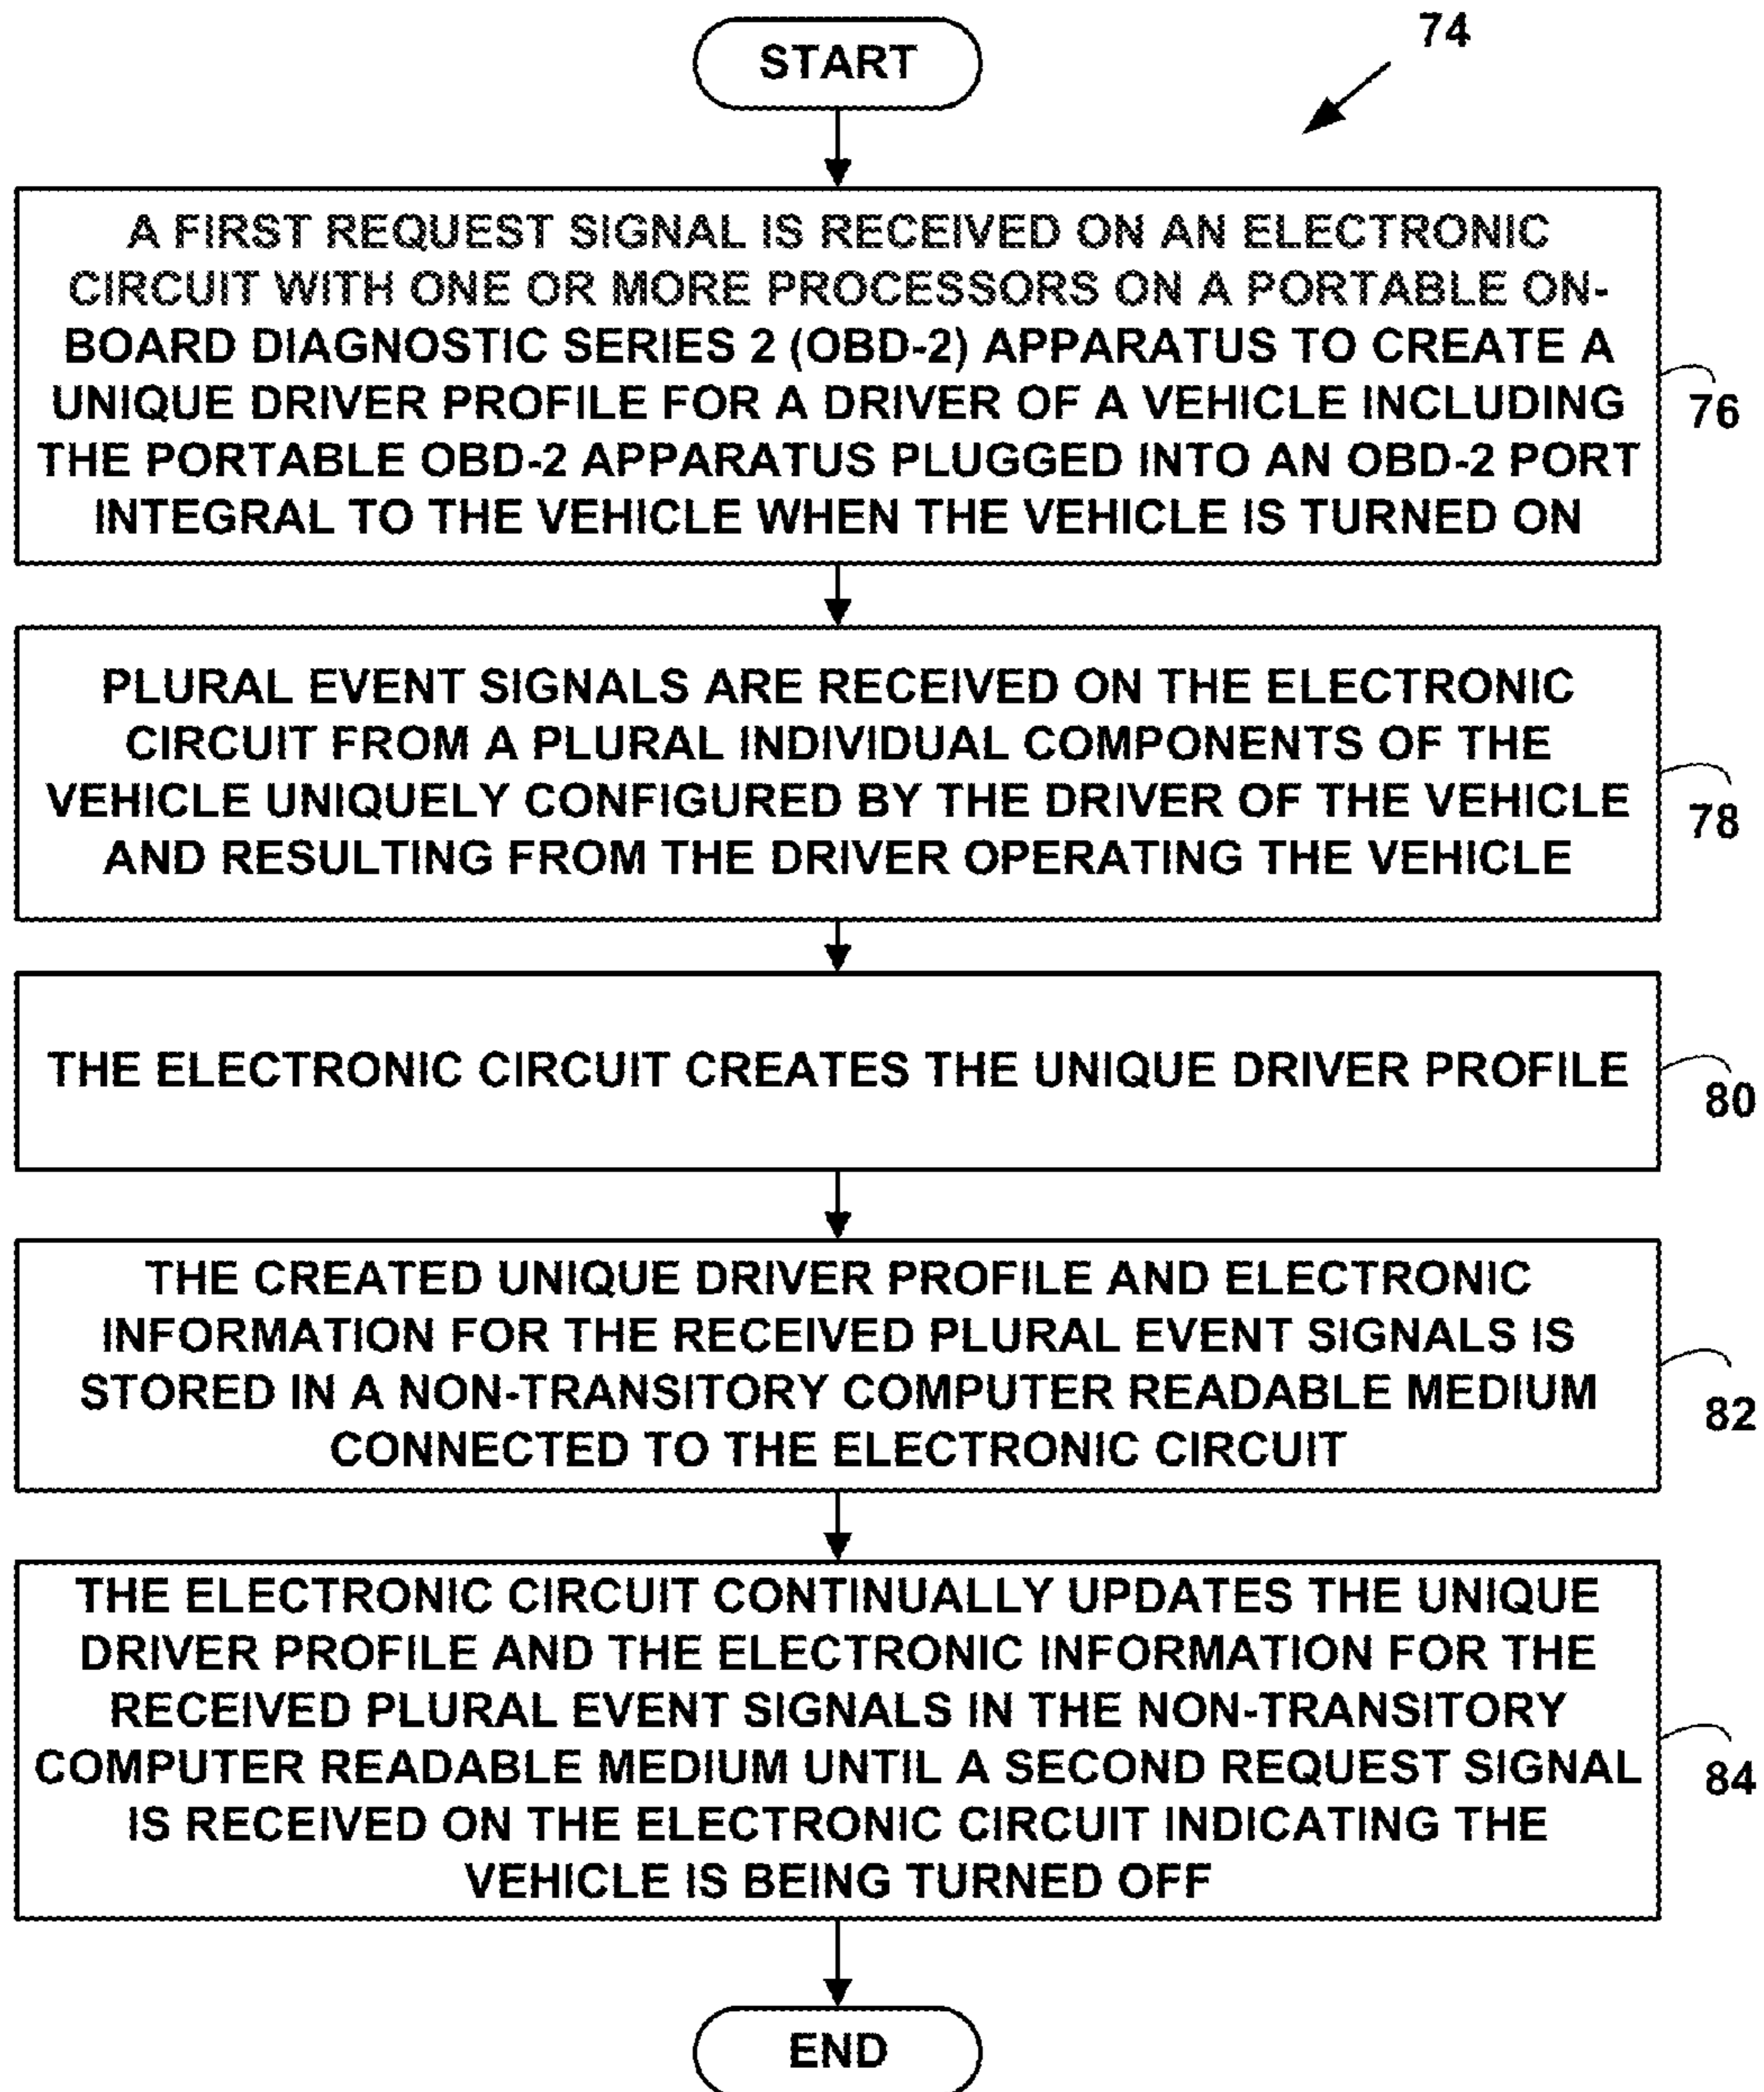 START
74
A FIRST REQUEST SIGNAL IS RECEIVED ON AN ELECTRONIC
CIRCUIT WITH ONE OR MORE PROCESSORS ON A PORTABLE ON-
BOARD DIAGNOSTIC SERIES 2 (OBD-2) APPARATUS TO CREATE A
UNIQUE DRIVER PROFILE FOR A DRIVER OF A VEHICLE INCLUDING
THE PORTABLE OBD-2 APPARATUS PLUGGED INTO AN OBD-2 PORT
INTEGRAL TO THE VEHICLE WHEN THE VEHICLE IS TURNED ON
76
PLURAL EVENT SIGNALS ARE RECEIVED ON THE ELECTRONIC
CIRCUIT FROM A PLURAL INDIVIDUAL COMPONENTS OF THE
VEHICLE UNIQUELY CONFIGURED BY THE DRIVER OF THE VEHICLE
AND RESULTING FROM THE DRIVER OPERATING THE VEHICLE
78
THE ELECTRONIC CIRCUIT CREATES THE UNIQUE DRIVER PROFILE
80
THE CREATED UNIQUE DRIVER PROFILE AND ELECTRONIC
INFORMATION FOR THE RECEIVED PLURAL EVENT SIGNALS IS
STORED IN A NON-TRANSITORY COMPUTER READABLE MEDIUM
CONNECTED TO THE ELECTRONIC CIRCUIT
82
THE ELECTRONIC CIRCUIT CONTINUALLY UPDATES THE UNIQUE
DRIVER PROFILE AND THE ELECTRONIC INFORMATION FOR THE
RECEIVED PLURAL EVENT SIGNALS IN THE NON-TRANSITORY
COMPUTER READABLE MEDIUM UNTIL A SECOND REQUEST SIGNAL
IS RECEIVED ON THE ELECTRONIC CIRCUIT INDICATING THE
VEHICLE IS BEING TURNED OFF
84
END